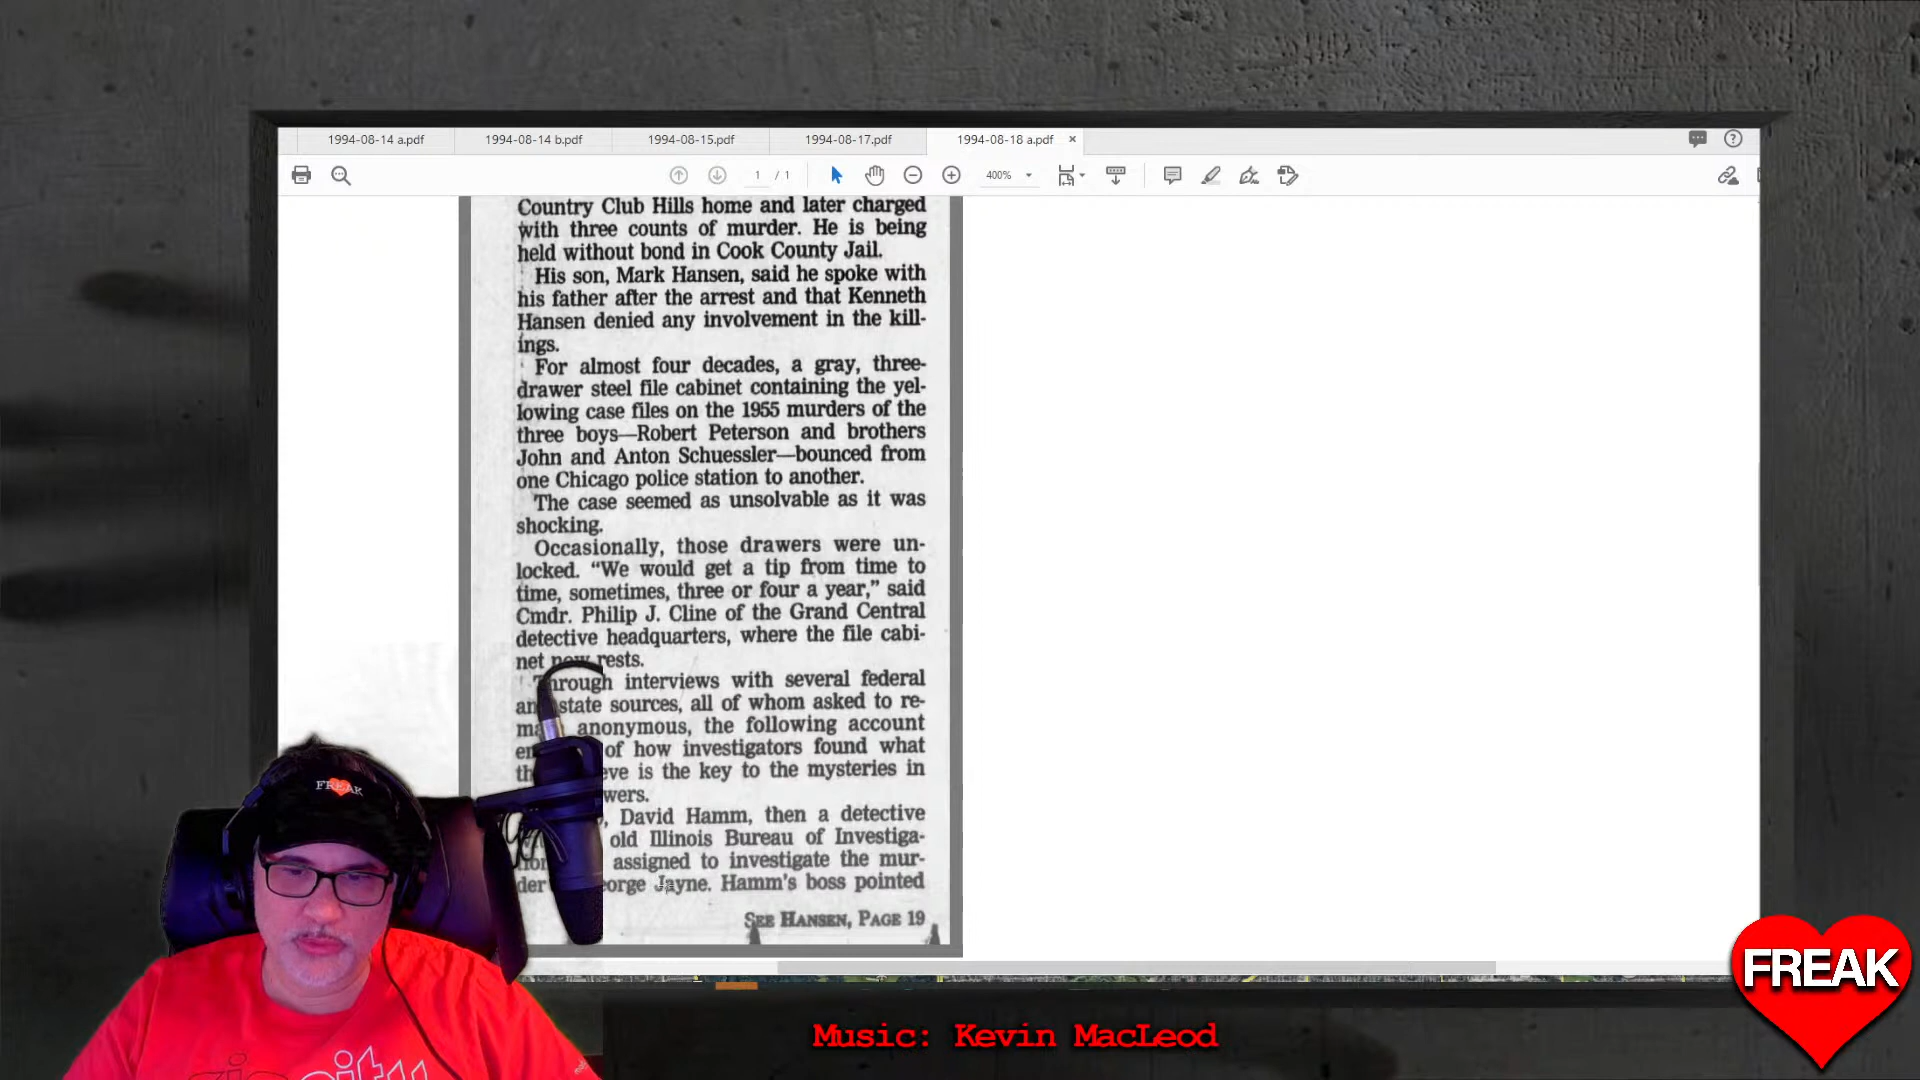 1994-08-14 a.pdf
1994-08-14 b.pdf
1994-08-15.pdf
1994-08-17.pdf
1994-08-18 a.pdf
1 / 1
400%
Country Club Hills home and later charged
with three counts of murder. He is being
held without bond in Cook County Jail.
His son, Mark Hansen, said he spoke with
his father after the arrest and that Kenneth
Hansen denied any involvement in the kill-
ings.
For almost four decades, a gray, three-
drawer steel file cabinet containing the yel-
lowing case files on the 1955 murders of the
three boys—Robert Peterson and brothers
John and Anton Schuessler—bounced from
one Chicago police station to another.
The case seemed as unsolvable as it was
shocking.
Occasionally, those drawers were un-
locked. “We would get a tip from time to
time, sometimes, three or four a year,” said
Cmdr. Philip J. Cline of the Grand Central
detective headquarters, where the file cabi-
net now rests.
Through interviews with several federal
and state sources, all of whom asked to re-
anonymous, the following account
of how investigators found what
is the key to the mysteries in
David Hamm, then a detective
old Illinois Bureau of Investiga-
assigned to investigate the mur-
der Jayne. Hamm's boss pointed
SEE HANSEN, PAGE 19
FREAK
FREAK
Music: Kevin MacLeod